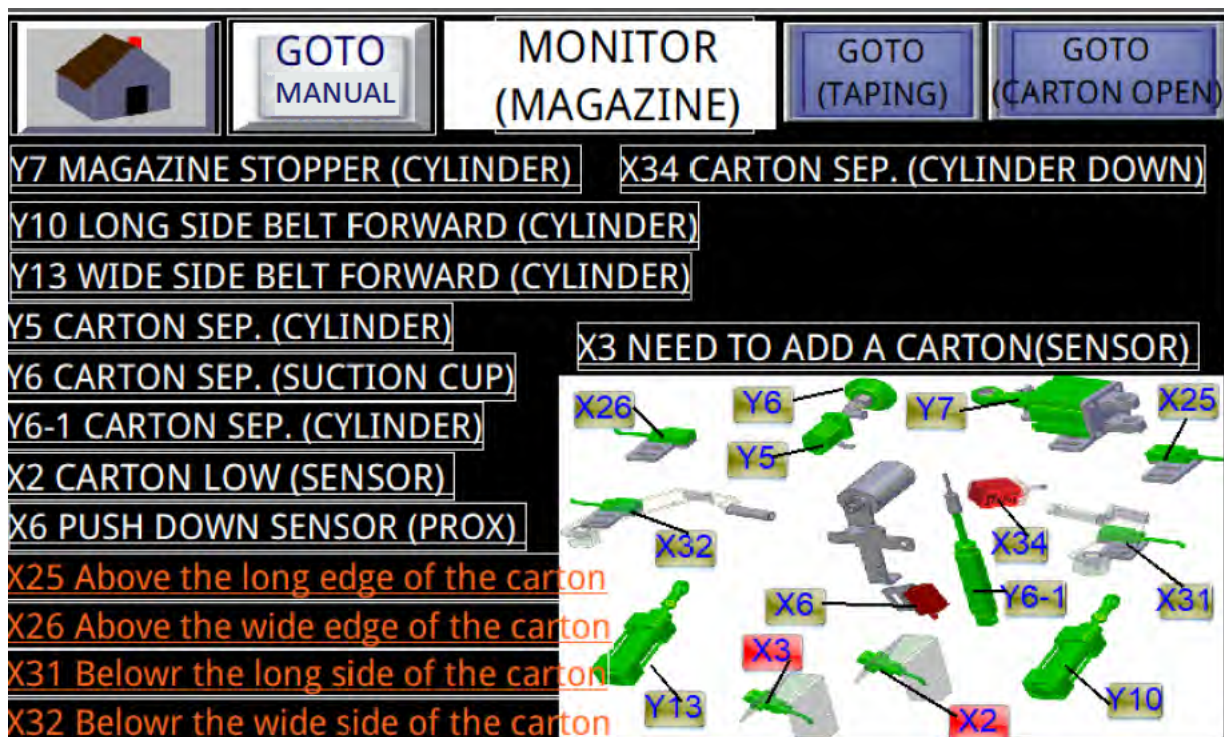 GOTO
MANUAL
MONITOR
(MAGAZINE)
GOTO
(TAPING)
GOTO
(CARTON OPEN)
Y7 MAGAZINE STOPPER (CYLINDER)
X34 CARTON SEP. (CYLINDER DOWN)
Y10 LONG SIDE BELT FORWARD (CYLINDER)
Y13 WIDE SIDE BELT FORWARD (CYLINDER)
Y5 CARTON SEP. (CYLINDER)
X3 NEED TO ADD A CARTON(SENSOR)
Y6 CARTON SEP. (SUCTION CUP)
Y6-1 CARTON SEP. (CYLINDER)
X2 CARTON LOW (SENSOR)
X6 PUSH DOWN SENSOR (PROX)
X25 Above the long edge of the carton
X26 Above the wide edge of the carton
X31 Belowr the long side of the carton
X32 Belowr the wide side of the carton
X26
Y6
Y7
X25
Y5
X32
X34
X6
Y6-1
X31
X3
Y13
X2
Y10